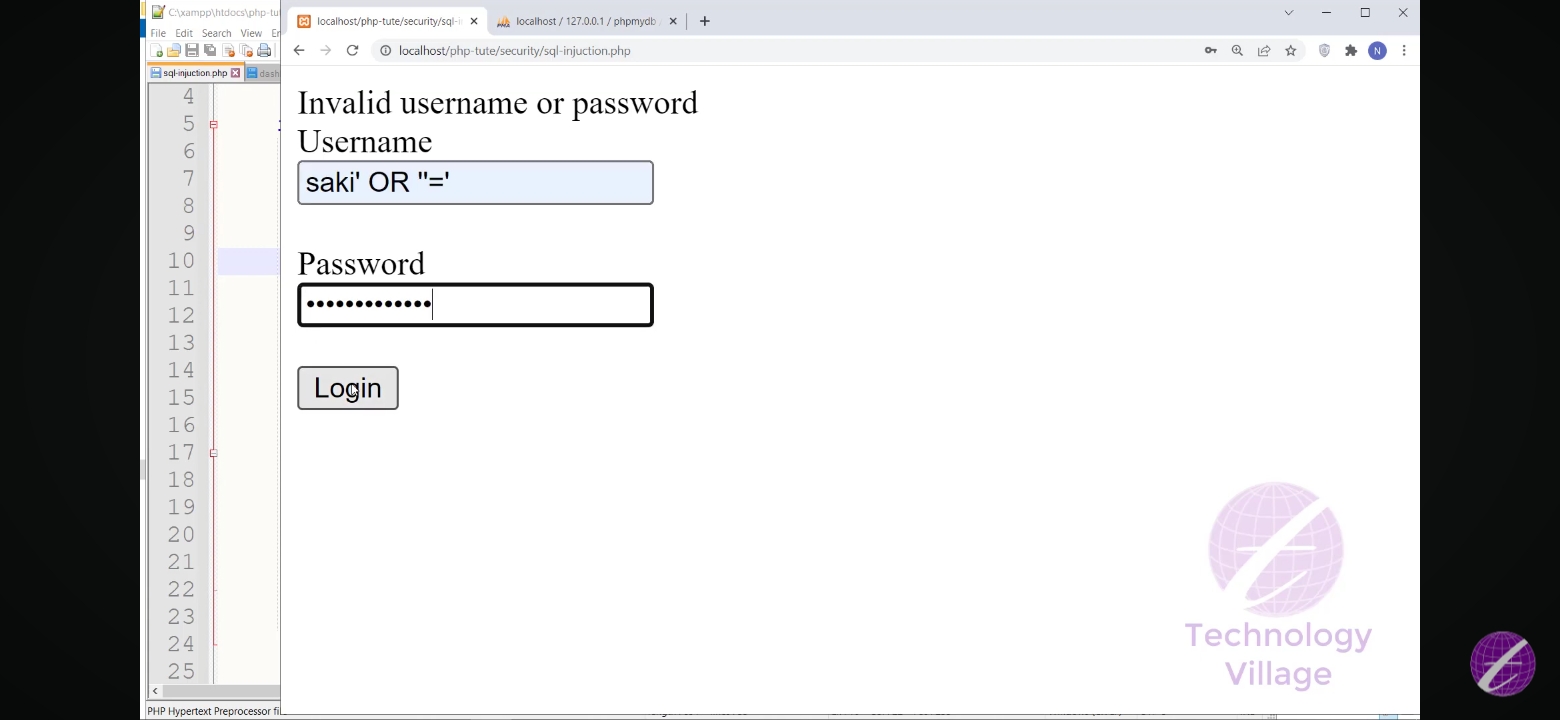 C:\xampp\htdocs\php-tu
File Edit Search View
sql-injuction.php
dash
4
5
6
7
8
9
10
11
12
13
14
15
16
17
18
19
20
21
22
23
24
25
PHP Hypertext Preprocessor
localhost/php-tute/security/sql-i
localhost / 127.0.0.1 / phpmydb
localhost/php-tute/security/sql-injuction.php
N
Invalid username or password
Username
saki' OR ''='
Password
Login
Technology
Village